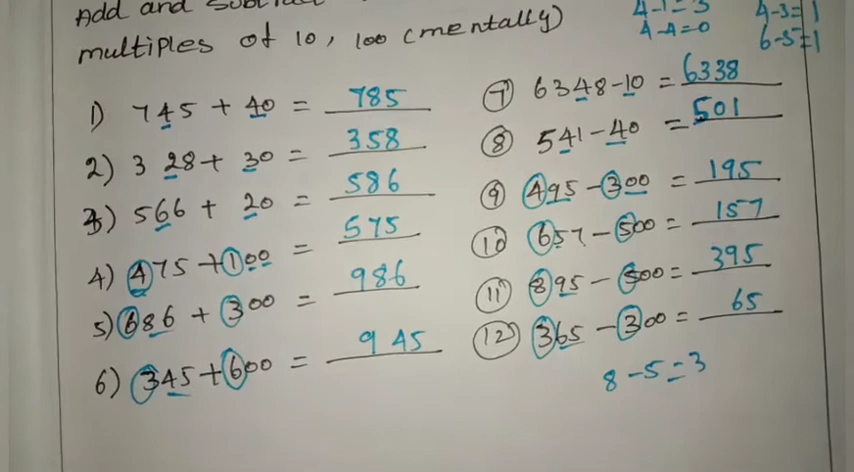 Add and Subtract
multiples of 10, 100 (mentally)
4-1=3
4-4=0
4-3=1
6-5=1
1) 745 + 40 = 785
2) 328 + 30 = 358
3) 566 + 20 = 586
4) 475 + 100 = 575
5) 686 + 300 = 986
6) 345 + 600 = 945
7 6348 - 10 = 6338
8 541 - 40 = 501
9 495 - 300 = 195
10 657 - 500 = 157
11 895 - 500 = 395
12 365 - 300 = 65
8-5=3